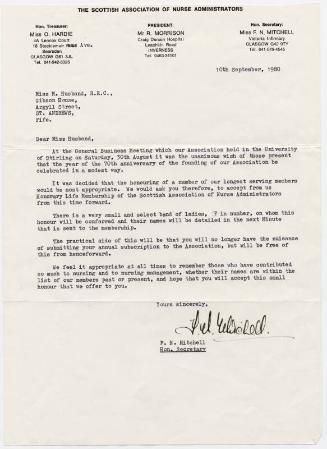 THE SCOTTISH ASSOCIATION OF NURSE ADMINISTRATORS
Hon. Treasurer:
Miss O. HARDIE
GLASGOW
PRESIDENT:
Mr R. MORRISON
Craig Dunain Hospital
Leachkin Road
INVERNESS
Hon. Secretary:
Miss F. N. MITCHELL
Victoria Infirmary
GLASGOW G42 9TY
10th September, 1980
Miss M. Husband, R.R.C.,
Gibson House,
Argyll Street,
ST. ANDREWS,
Fife.
Dear Miss Husband,
At the General Business Meeting which our Association held in the University
of Stirling on Saturday, 30th August it was the unanimous wish of those present
that the year of the 70th anniversary of the founding of our Association be
celebrated in a modest way.
It was decided that the honouring of a number of our longest serving members
would be most appropriate. We would ask you therefore, to accept from us
Honorary Life Membership of the Scottish Association of Nurse Administrators
from this time forward.
There is a very small and select band of ladies, 7 in number, on whom this
honour will be conferred and their names will be detailed in the next Minute
that is sent to the membership.
The practical side of this will be that you will no longer have the nuisance
of submitting your annual subscription to the Association, but will be free of
this from henceforward.
We feel it appropriate at all times to remember those who have contributed
so much to nursing and to nursing management, whether their names are within the
list of our members past or present, and hope that you will accept this small
honour that we offer to you.
Yours sincerely,
F. N. Mitchell
Hon. Secretary